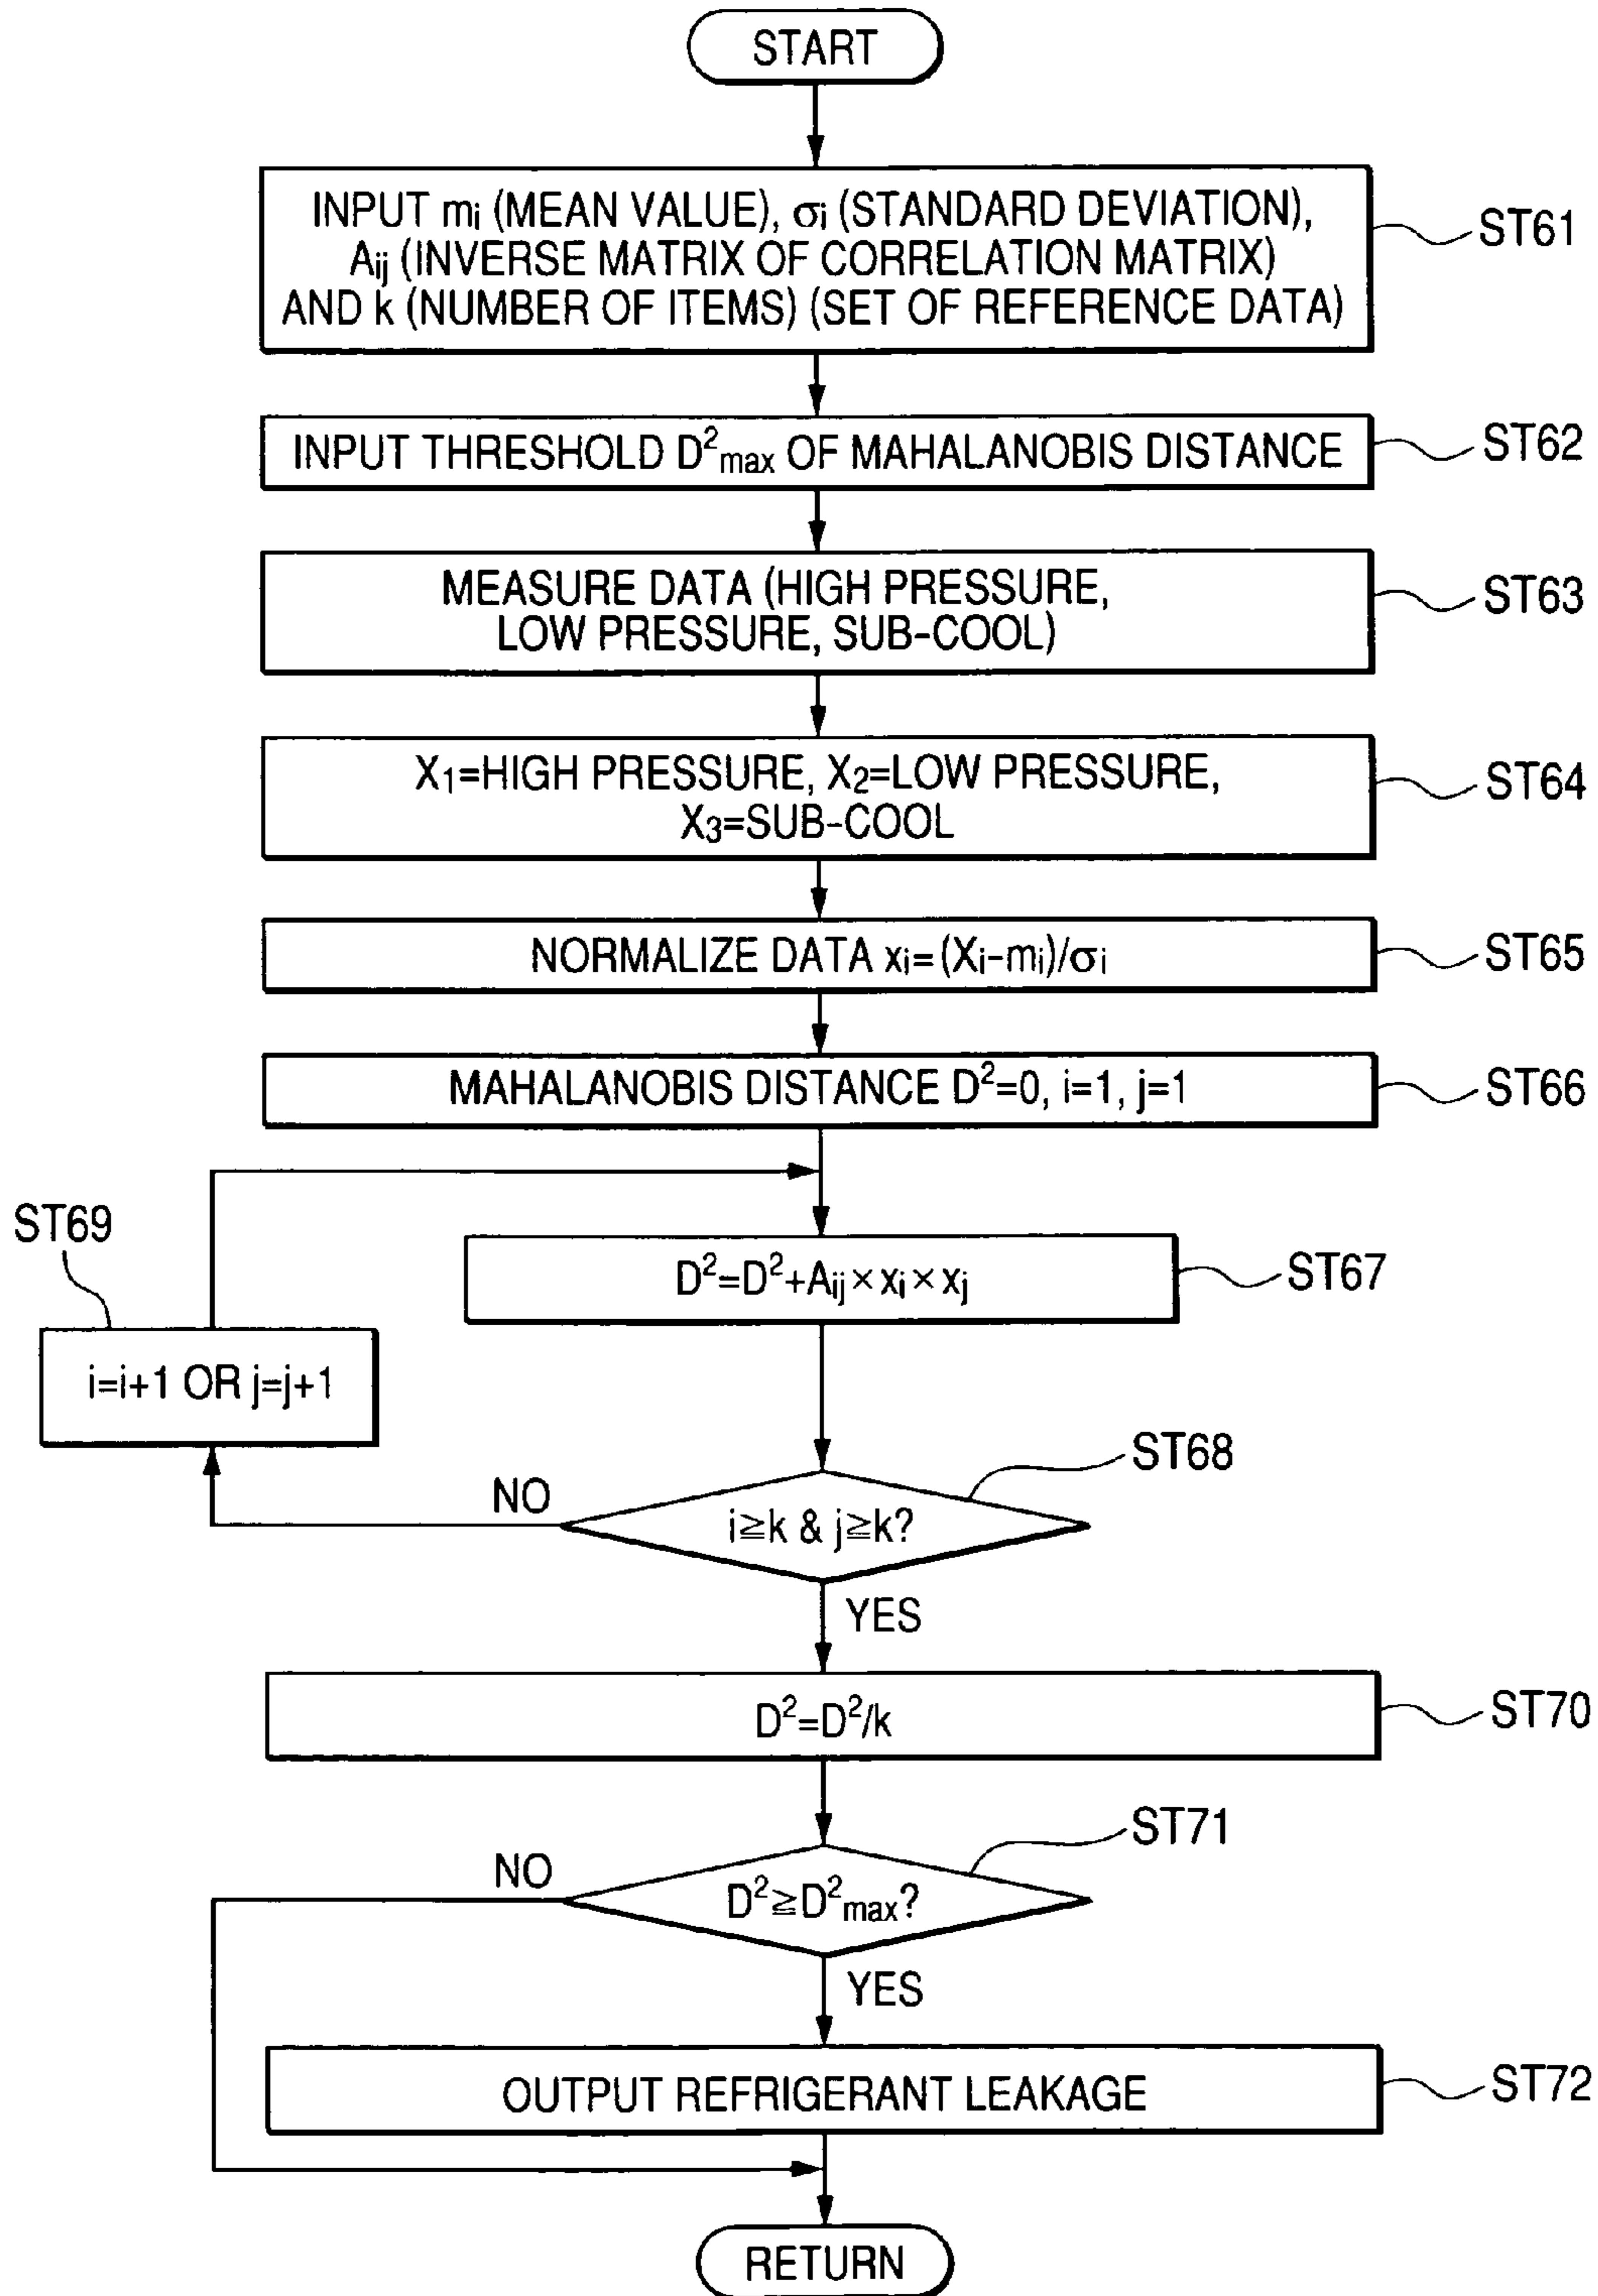 START
INPUT mi (MEAN VALUE), σi (STANDARD DEVIATION),
Aij (INVERSE MATRIX OF CORRELATION MATRIX)
AND k (NUMBER OF ITEMS) (SET OF REFERENCE DATA)
ST61
INPUT THRESHOLD D²max OF MAHALANOBIS DISTANCE
ST62
MEASURE DATA (HIGH PRESSURE,
LOW PRESSURE, SUB-COOL)
ST63
X₁=HIGH PRESSURE, X₂=LOW PRESSURE,
X₃=SUB-COOL
ST64
NORMALIZE DATA xi=(Xi-mi)/σi
ST65
MAHALANOBIS DISTANCE D²=0, i=1, j=1
ST66
ST69
D²=D²+Aij×xi×xj
ST67
i=i+1 OR j=j+1
ST68
NO
i≧k & j≧k?
YES
D²=D²/k
ST70
ST71
NO
D²≧D²max?
YES
OUTPUT REFRIGERANT LEAKAGE
ST72
RETURN